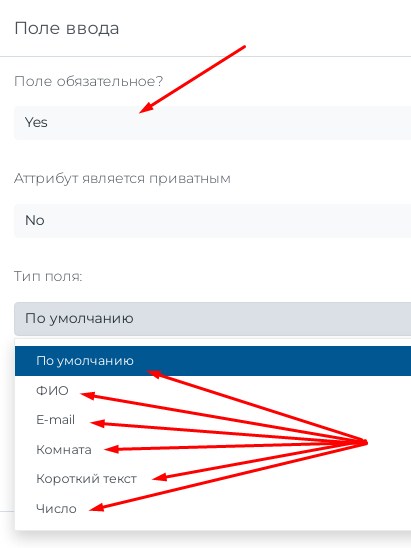 Поле ввода
Поле обязательное?
Yes
Аттрибут является приватным
No
Тип поля:
По умолчанию
По умолчанию
ФИО
E-mail
Комната
Короткий текст
Число